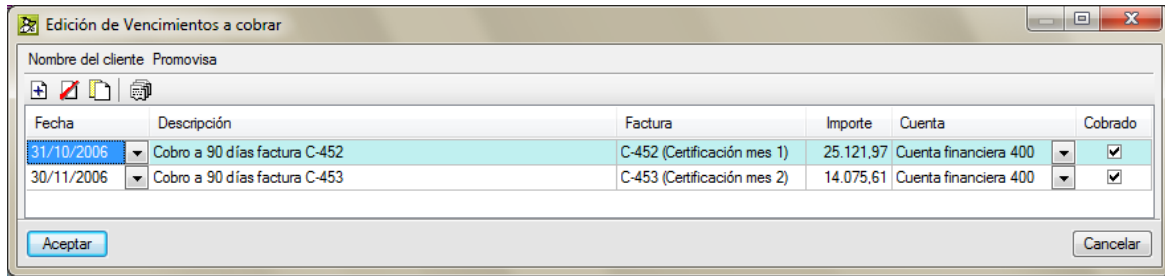 Edición de Vencimientos a cobrar
Nombre del cliente Promovisa
Fecha Descripción Factura Importe Cuenta Cobrado
31/10/2006 Cobro a 90 días factura C-452 C-452 (Certificación mes 1) 25.121,97 Cuenta financiera 400
30/11/2006 Cobro a 90 días factura C-453 C-453 (Certificación mes 2) 14.075,61 Cuenta financiera 400
Aceptar Cancelar